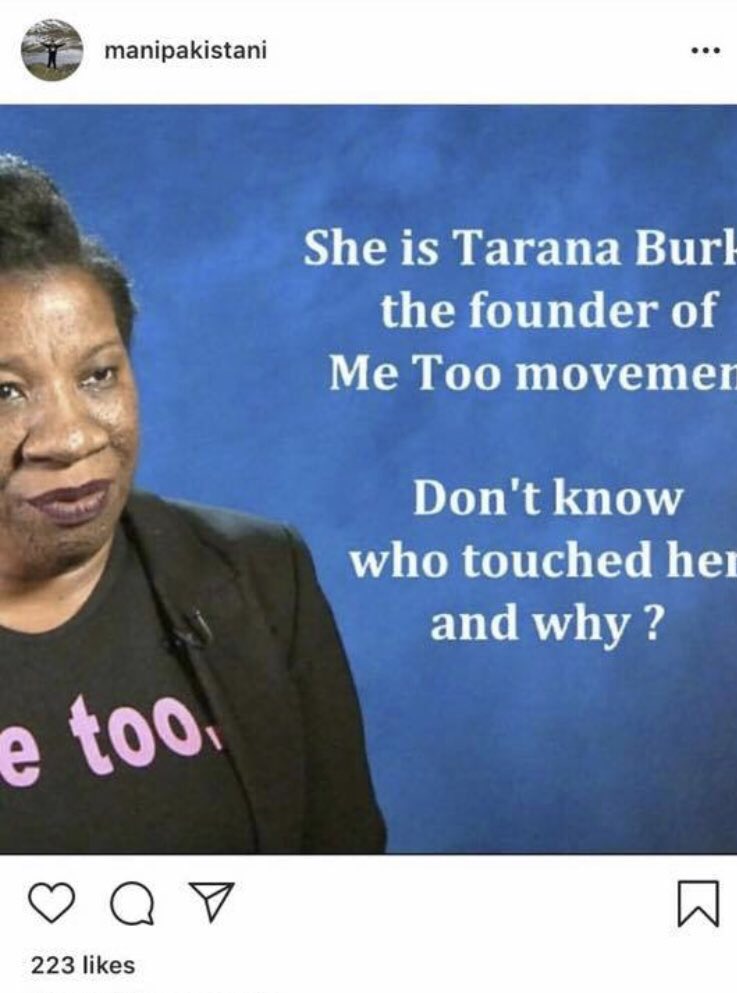 manipakistani
She is Tarana Burk
the founder of
Me Too movemen
Don't know
who touched her
and why ?
e too.
223 likes